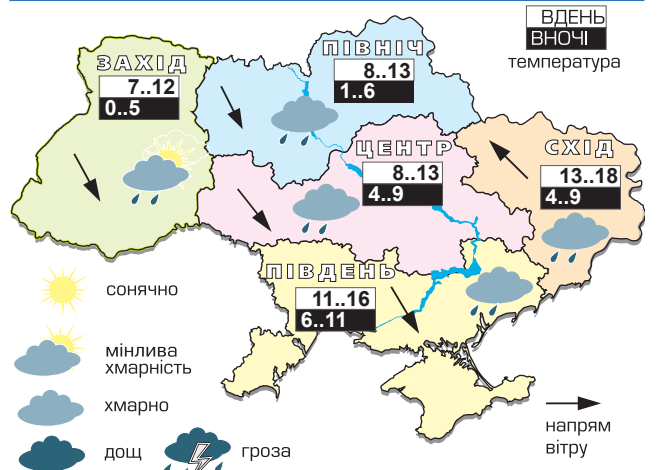 ВДЕНЬ
ВНОЧІ
температура
ПІВНІЧ
8..13
1..6
ЗАХІД
7..12
0..5
ЦЕНТР
8..13
4..9
СХІД
13..18
4..9
ПІВДЕНЬ
11..16
6..11
сонячно
мінлива
хмарність
хмарно
дощ
гроза
напрям
вітру